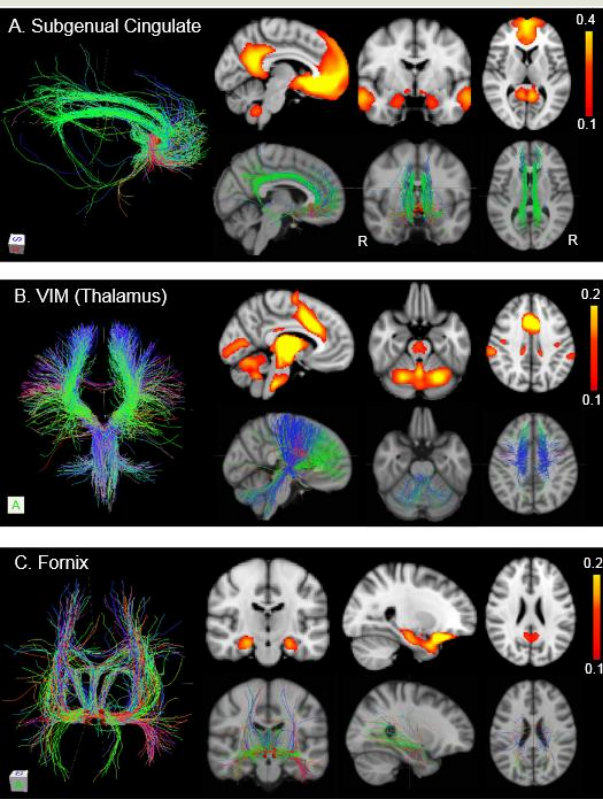 A. Subgenual Cingulate
0.4
0.1
S
R
R
B. VIM (Thalamus)
0.2
0.1
A
C. Fornix
0.2
0.1
A